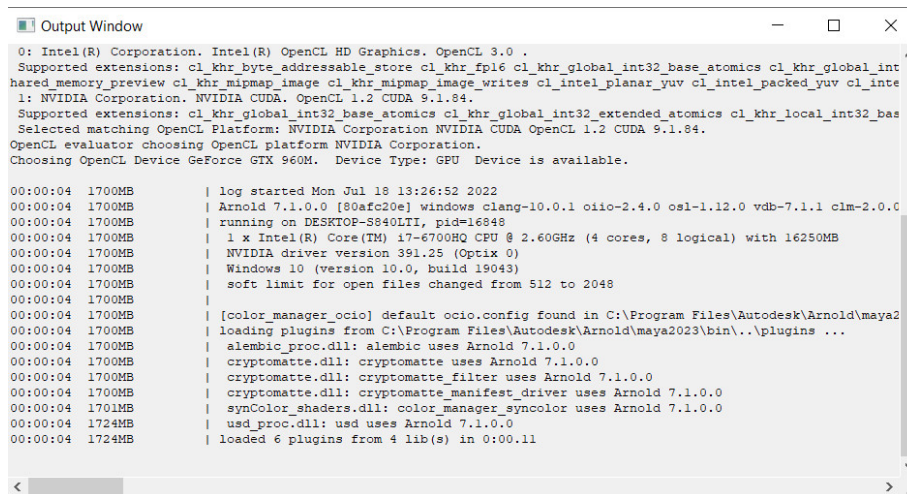 Output Window
0: Intel(R) Corporation. Intel(R) OpenCL HD Graphics. OpenCL 3.0 .
Supported extensions: cl_khr_byte_addressable_store cl_khr_fp16 cl_khr_global_int32_base_atomics cl_khr_global_int
hared_memory_preview cl_khr_mipmap_image cl_khr_mipmap_image_writes cl_intel_planar_yuv cl_intel_packed_yuv cl_inte
1: NVIDIA Corporation. NVIDIA CUDA. OpenCL 1.2 CUDA 9.1.84.
Supported extensions: cl_khr_global_int32_base_atomics cl_khr_global_int32_extended_atomics cl_khr_local_int32_bas
Selected matching OpenCL Platform: NVIDIA Corporation NVIDIA CUDA OpenCL 1.2 CUDA 9.1.84.
OpenCL evaluator choosing OpenCL platform NVIDIA Corporation.
Choosing OpenCL Device GeForce GTX 960M.  Device Type: GPU  Device is available.
00:00:04  1700MB         | log started Mon Jul 18 13:26:52 2022
00:00:04  1700MB         | Arnold 7.1.0.0 [80afc20e] windows clang-10.0.1 oiio-2.4.0 osl-1.12.0 vdb-7.1.1 clm-2.0.0
00:00:04  1700MB         | running on DESKTOP-S840LTI, pid=16848
00:00:04  1700MB         |  1 x Intel(R) Core(TM) i7-6700HQ CPU @ 2.60GHz (4 cores, 8 logical) with 16250MB
00:00:04  1700MB         |  NVIDIA driver version 391.25 (Optix 0)
00:00:04  1700MB         |  Windows 10 (version 10.0, build 19043)
00:00:04  1700MB         |  soft limit for open files changed from 512 to 2048
00:00:04  1700MB         |
00:00:04  1700MB         | [color_manager_ocio] default ocio.config found in C:\Program Files\Autodesk\Arnold\maya2
00:00:04  1700MB         | loading plugins from C:\Program Files\Autodesk\Arnold\maya2023\bin\..\plugins ...
00:00:04  1700MB         |  alembic_proc.dll: alembic uses Arnold 7.1.0.0
00:00:04  1700MB         |  cryptomatte.dll: cryptomatte uses Arnold 7.1.0.0
00:00:04  1700MB         |  cryptomatte.dll: cryptomatte_filter uses Arnold 7.1.0.0
00:00:04  1700MB         |  cryptomatte.dll: cryptomatte_manifest_driver uses Arnold 7.1.0.0
00:00:04  1701MB         |  synColor_shaders.dll: color_manager_syncolor uses Arnold 7.1.0.0
00:00:04  1724MB         |  usd_proc.dll: usd uses Arnold 7.1.0.0
00:00:04  1724MB         | loaded 6 plugins from 4 lib(s) in 0:00.11